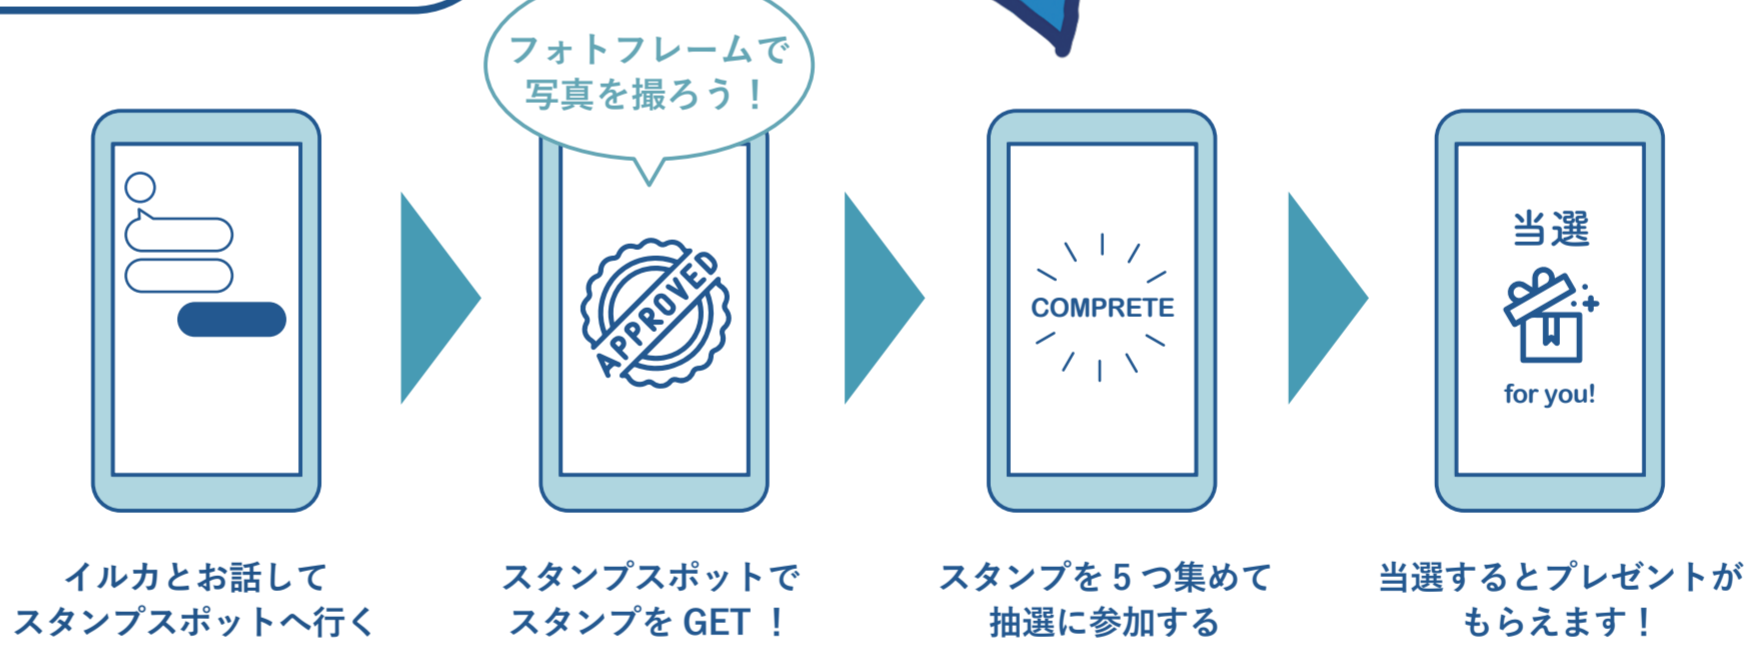 フォトフレームで
写真を撮ろう！
APPROVED
COMPRETE
当選
for you!
イルカとお話して
スタンプスポットへ行く
スタンプスポットで
スタンプを GET ！
スタンプを 5 つ集めて
抽選に参加する
当選するとプレゼントが
もらえます！